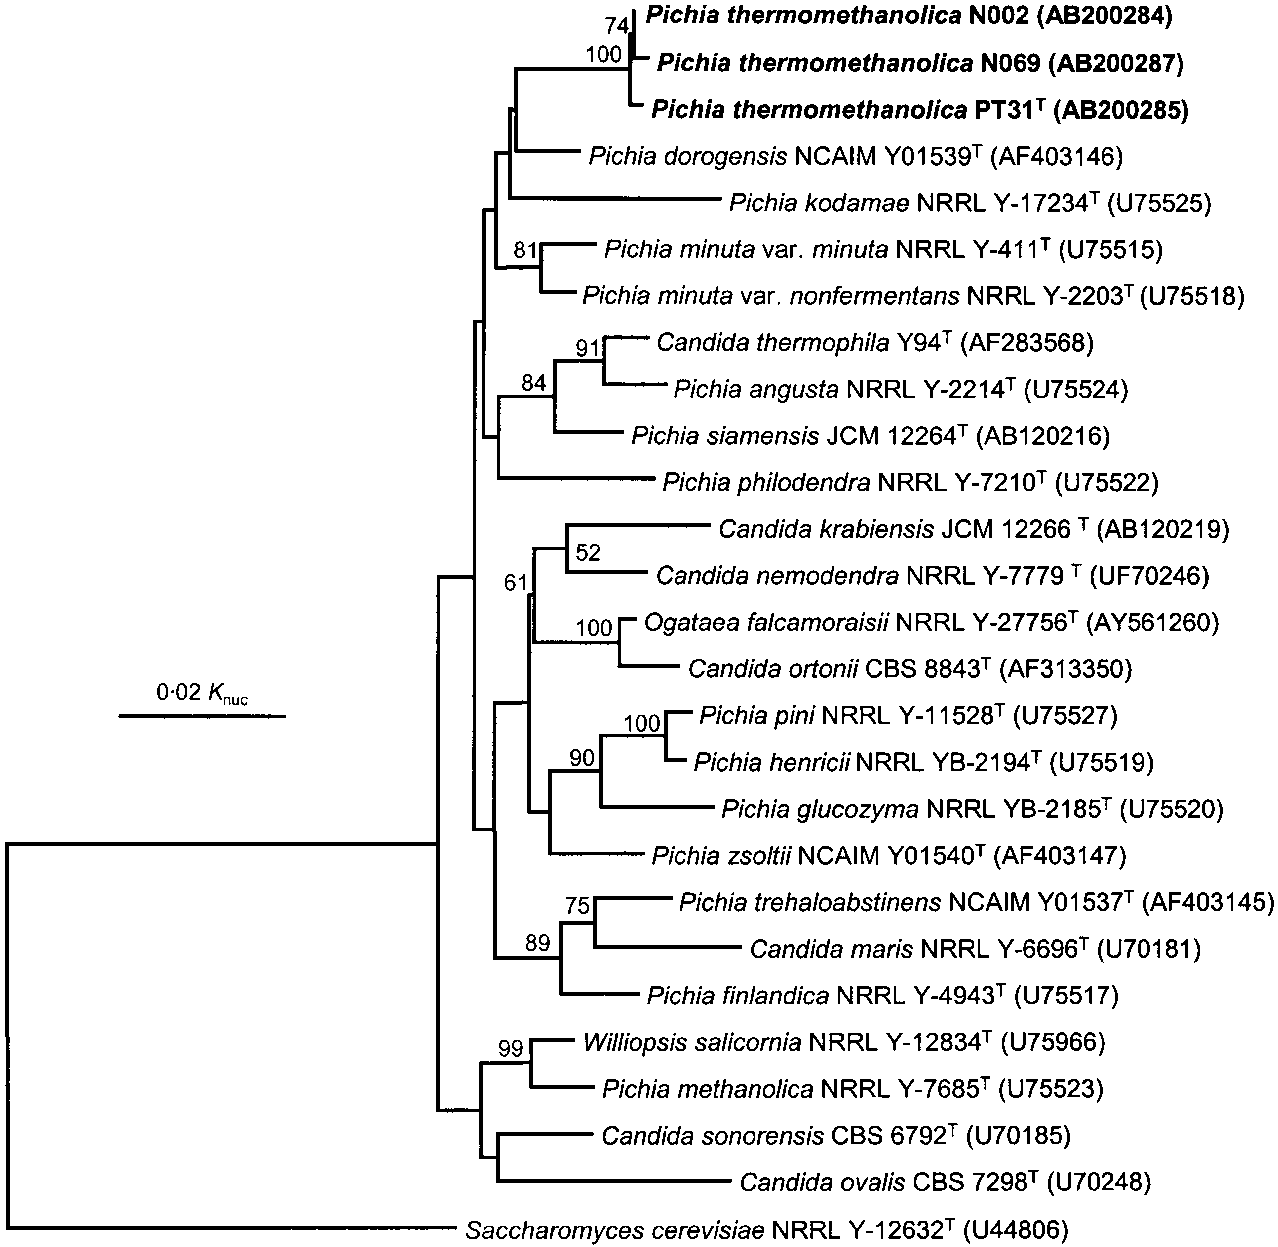 Pichia thermomethanolica N002 (AB200284)
74
100
Pichia thermomethanolica N069 (AB200287)
Pichia thermomethanolica PT31ᵀ (AB200285)
Pichia dorogensis NCAIM Y01539ᵀ (AF403146)
Pichia kodamae NRRL Y-17234ᵀ (U75525)
81
Pichia minuta var. minuta NRRL Y-411ᵀ (U75515)
Pichia minuta var. nonfermentans NRRL Y-2203ᵀ (U75518)
Candida thermophila Y94ᵀ (AF283568)
91
84
Pichia angusta NRRL Y-2214ᵀ (U75524)
Pichia siamensis JCM 12264ᵀ (AB120216)
Pichia philodendra NRRL Y-7210ᵀ (U75522)
Candida krabiensis JCM 12266 ᵀ (AB120219)
52
61
Candida nemodendra NRRL Y-7779 ᵀ (UF70246)
100
Ogataea falcamoraisii NRRL Y-27756ᵀ (AY561260)
Candida ortonii CBS 8843ᵀ (AF313350)
0·02 Knuc
100
Pichia pini NRRL Y-11528ᵀ (U75527)
90
Pichia henricii NRRL YB-2194ᵀ (U75519)
Pichia glucozyma NRRL YB-2185ᵀ (U75520)
Pichia zsoltii NCAIM Y01540ᵀ (AF403147)
75
Pichia trehaloabstinens NCAIM Y01537ᵀ (AF403145)
89
Candida maris NRRL Y-6696ᵀ (U70181)
Pichia finlandica NRRL Y-4943ᵀ (U75517)
99
Williopsis salicornia NRRL Y-12834ᵀ (U75966)
Pichia methanolica NRRL Y-7685ᵀ (U75523)
Candida sonorensis CBS 6792ᵀ (U70185)
Candida ovalis CBS 7298ᵀ (U70248)
Saccharomyces cerevisiae NRRL Y-12632ᵀ (U44806)